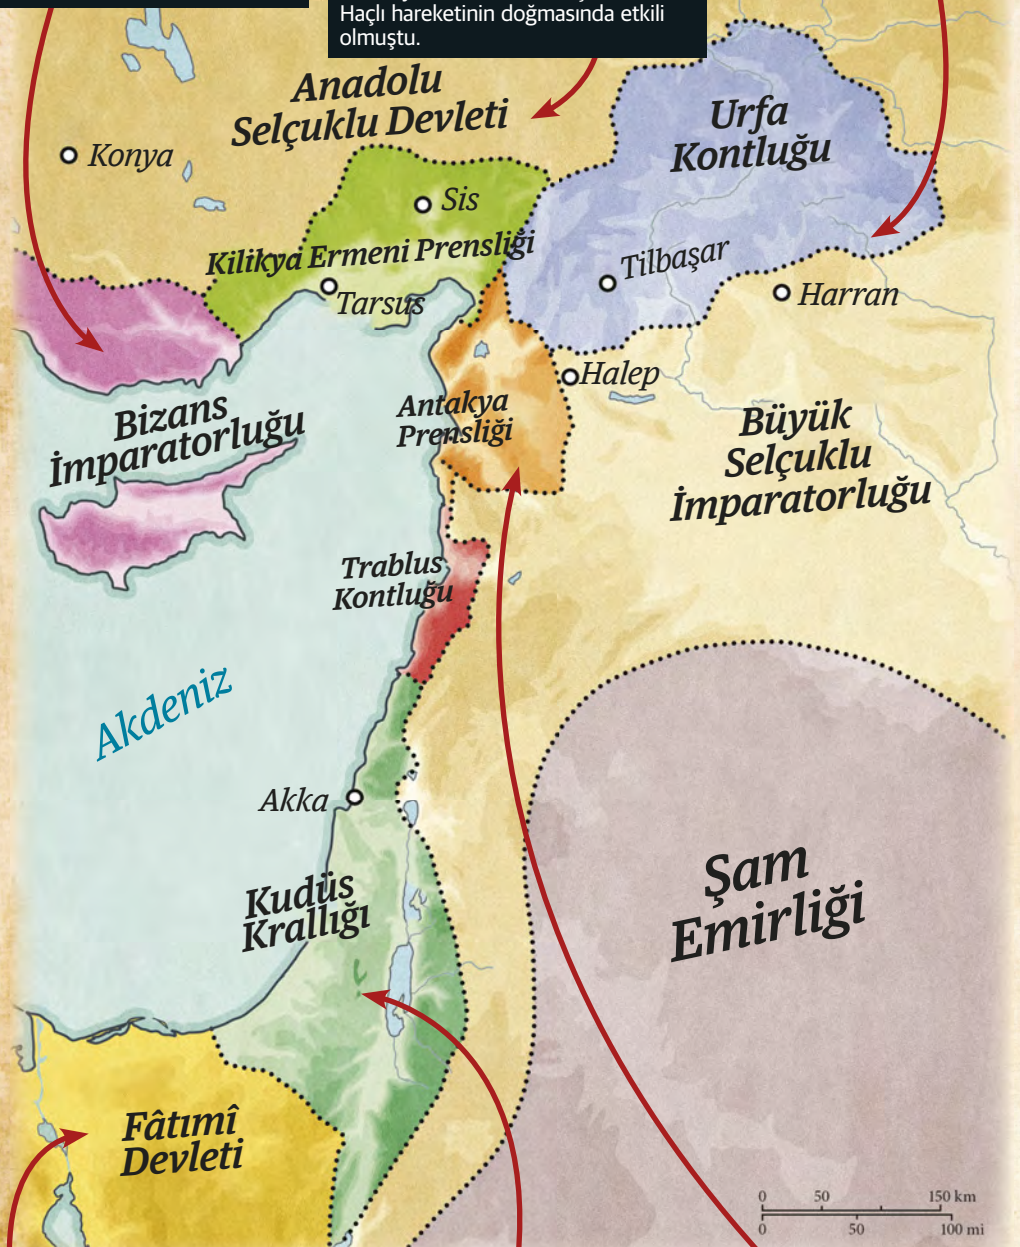 Haçlı hareketinin doğmasında etkili
olmuştu.
Anadolu
Selçuklu Devleti
Urfa
Kontluğu
Konya
Sis
Kilikya Ermeni Prensliği
Tilbaşar
Tarsus
Harran
Halep
Antakya
Prensliği
Bizans
İmparatorluğu
Büyük
Selçuklu
İmparatorluğu
Trablus
Kontluğu
Akdeniz
Akka
Şam
Emirliği
Kudüs
Krallığı
Fâtımî
Devleti
0 50 150 km
0 50 100 mi